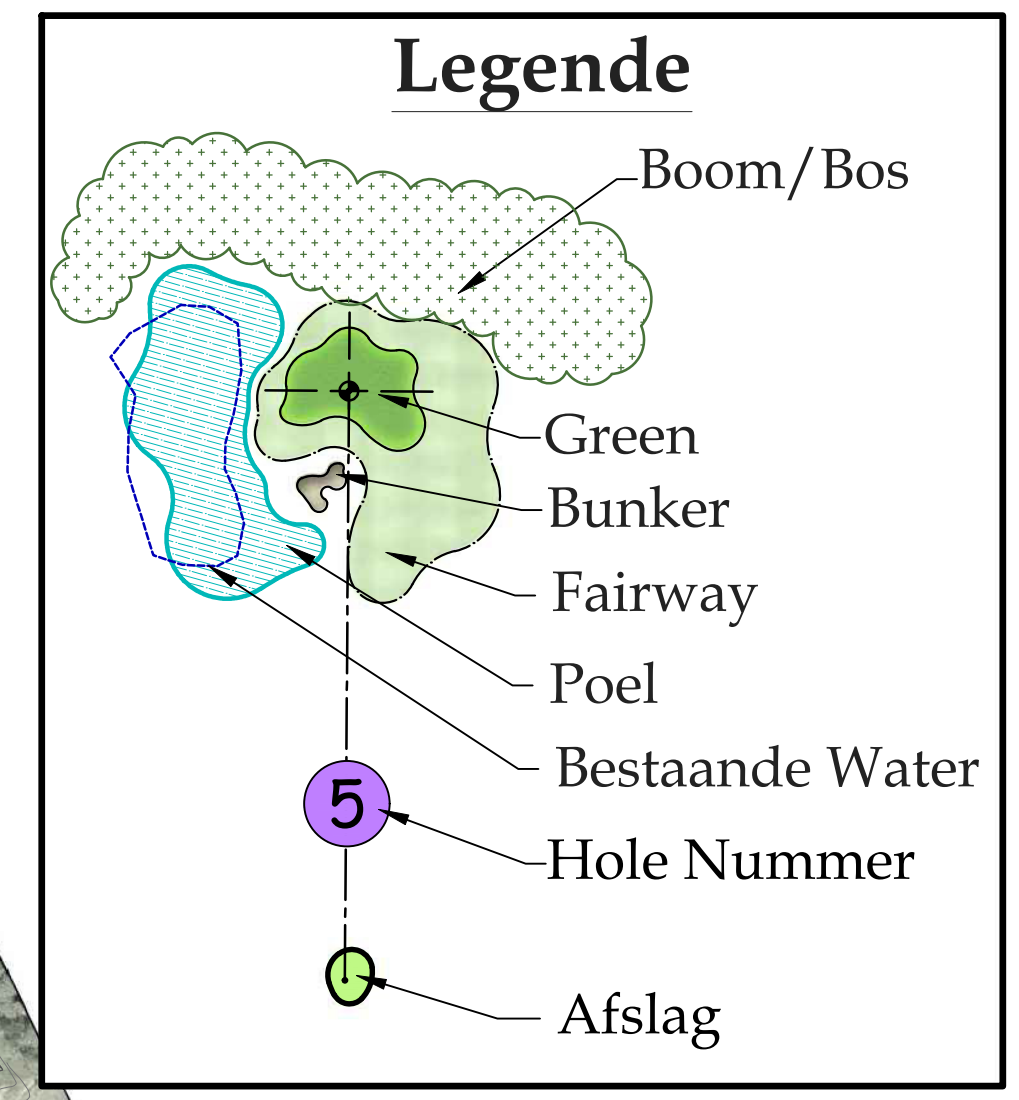 Legende
Boom/Bos
Green
Bunker
Fairway
Poel
Bestaande Water
5
Hole Nummer
Afslag